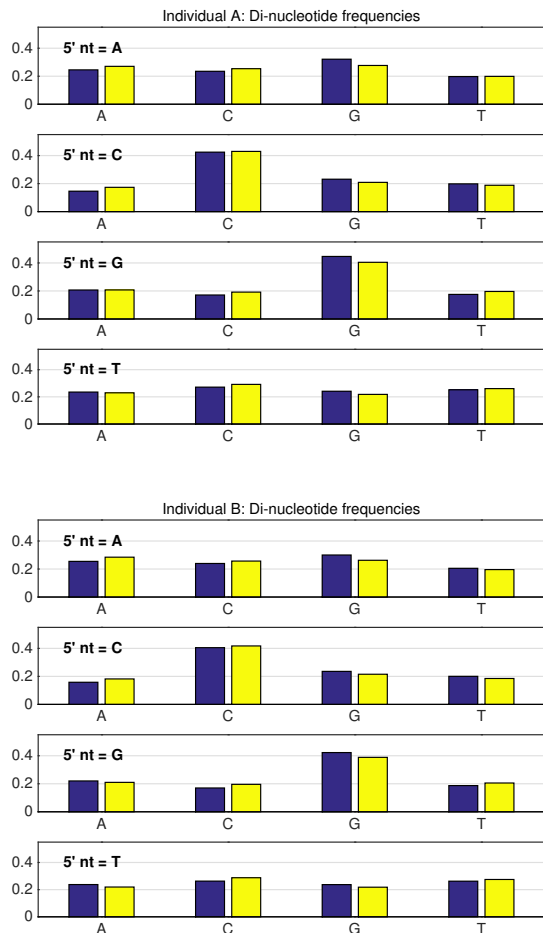 Individual A: Di-nucleotide frequencies
0.4
5' nt = A
0.2
0
A C G T
0.4
5' nt = C
0.2
0
A C G T
0.4
5' nt = G
0.2
0
A C G T
0.4
5' nt = T
0.2
0
A C G T
Individual B: Di-nucleotide frequencies
0.4
5' nt = A
0.2
0
A C G T
0.4
5' nt = C
0.2
0
A C G T
0.4
5' nt = G
0.2
0
A C G T
0.4
5' nt = T
0.2
0
A C G T